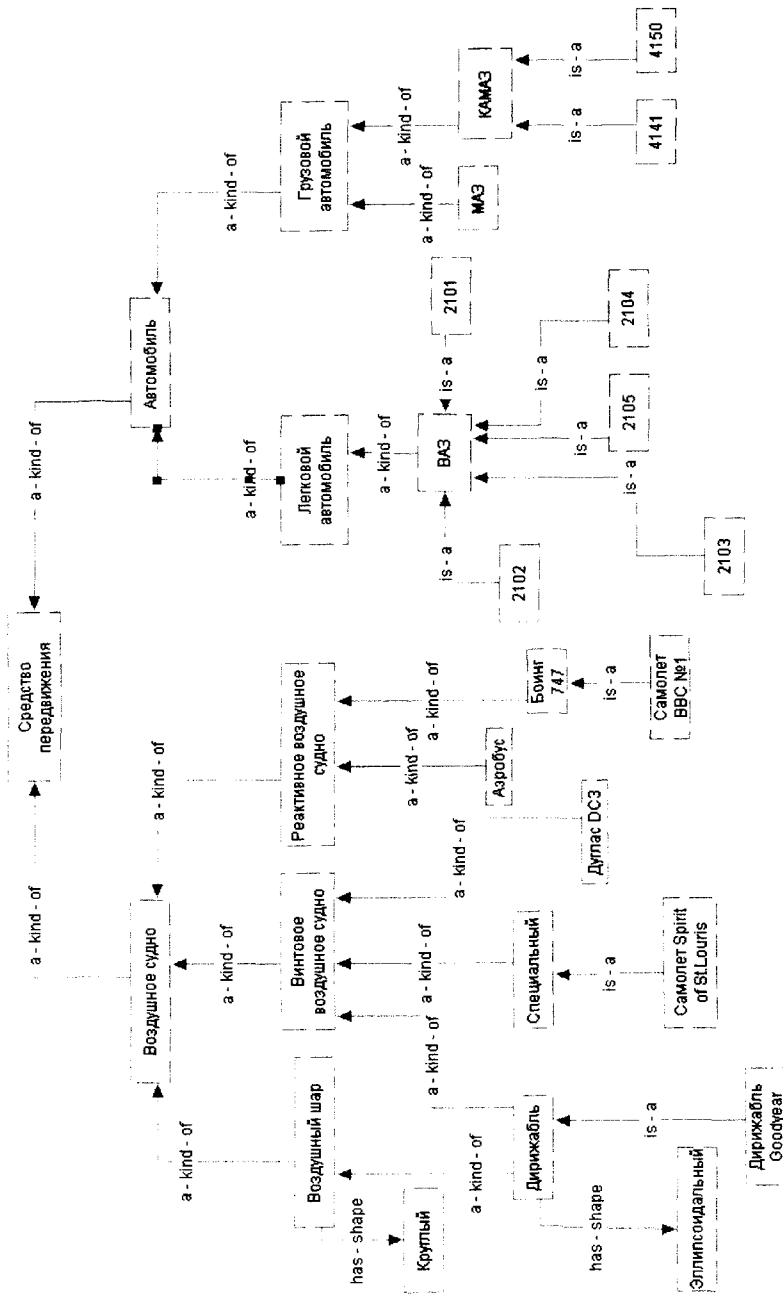 Средство
передвижения
a - kind - of
a - kind - of
Воздушное судно
Автомобиль
a - kind - of
a - kind - of
a - kind - of
a - kind - of
a - kind - of
Воздушный шар
Винтовое
воздушное судно
Реактивное воздушное
судно
Легковой
автомобиль
Грузовой
автомобиль
has - shape
a - kind - of
a - kind - of
a - kind - of
a - kind - of
a - kind - of
a - kind - of
a - kind - of
a - kind - of
a - kind - of
Круглый
Дирижабль
Специальный
Аэробус
Боинг
747
ВАЗ
МАЗ
КАМАЗ
is - a
2101
has - shape
is - a
is - a
Дуглас DC3
is - a
is - a
is - a
is - a
is - a
is - a
is - a
Эллипсоидальный
Дирижабль
Goodyear
Самолет Spirit
of St.Louris
Самолет
ВВС №1
2102
2103
2105
2104
4141
4150